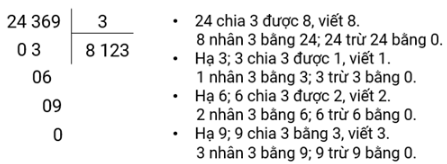 24 369 3
0 3 8 123
06
09
0
• 24 chia 3 được 8, viết 8.
8 nhân 3 bằng 24; 24 trừ 24 bằng 0.
• Hạ 3; 3 chia 3 được 1, viết 1.
1 nhân 3 bằng 3; 3 trừ 3 bằng 0.
• Hạ 6; 6 chia 3 được 2, viết 2.
2 nhân 3 bằng 6; 6 trừ 6 bằng 0.
• Hạ 9; 9 chia 3 bằng 3, viết 3.
3 nhân 3 bằng 9; 9 trừ 9 bằng 0.